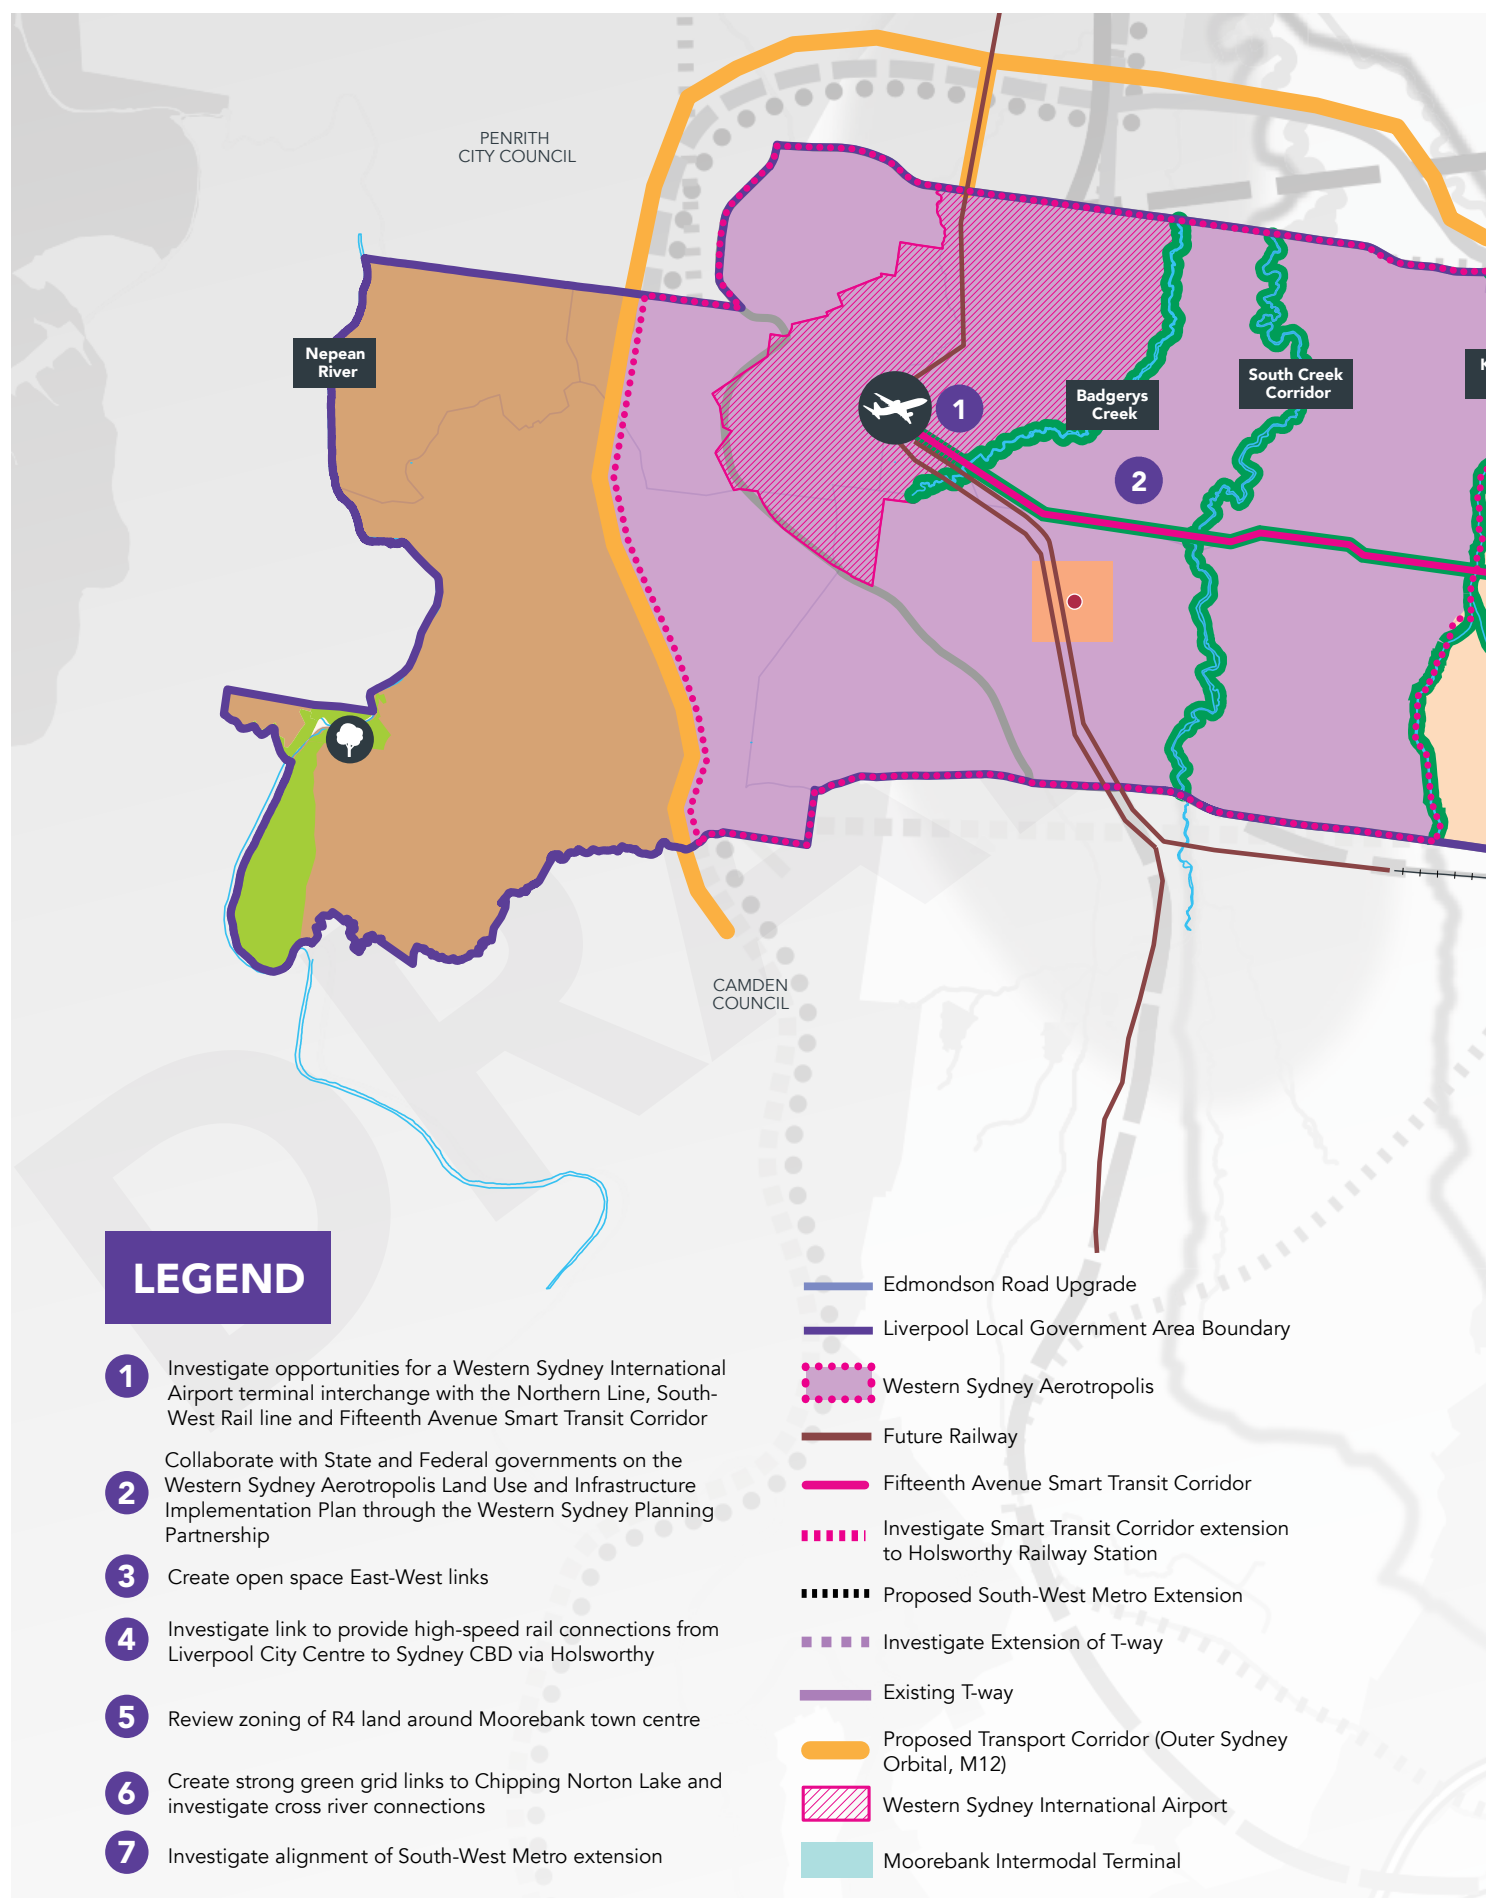 PENRITH
CITY COUNCIL
Nepean
River
1
Badgerys
Creek
South Creek
Corridor
K
2
CAMDEN
COUNCIL
DRA
LEGEND
1 Investigate opportunities for a Western Sydney International
Airport terminal interchange with the Northern Line, South-
West Rail line and Fifteenth Avenue Smart Transit Corridor
2 Collaborate with State and Federal governments on the
Western Sydney Aerotropolis Land Use and Infrastructure
Implementation Plan through the Western Sydney Planning
Partnership
3 Create open space East-West links
4 Investigate link to provide high-speed rail connections from
Liverpool City Centre to Sydney CBD via Holsworthy
5 Review zoning of R4 land around Moorebank town centre
6 Create strong green grid links to Chipping Norton Lake and
investigate cross river connections
7 Investigate alignment of South-West Metro extension
Edmondson Road Upgrade
Liverpool Local Government Area Boundary
Western Sydney Aerotropolis
Future Railway
Fifteenth Avenue Smart Transit Corridor
Investigate Smart Transit Corridor extension
to Holsworthy Railway Station
Proposed South-West Metro Extension
Investigate Extension of T-way
Existing T-way
Proposed Transport Corridor (Outer Sydney
Orbital, M12)
Western Sydney International Airport
Moorebank Intermodal Terminal